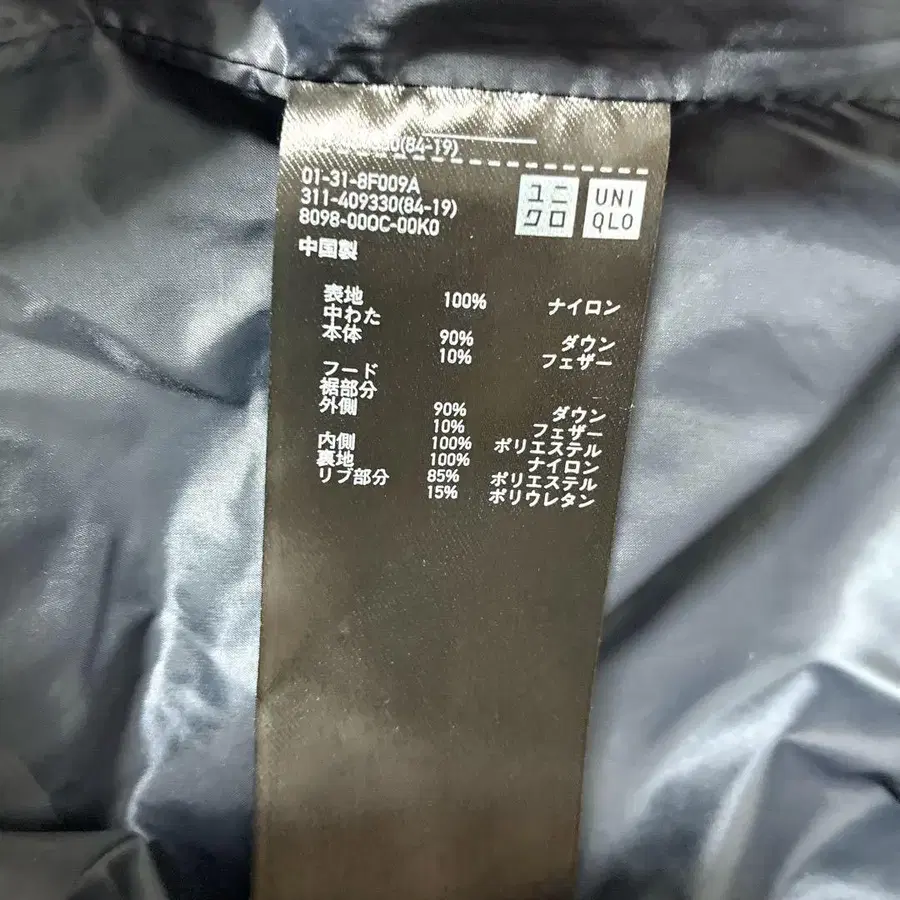 (84-19)
01-31-8F009A
311-409330(84-19)
8098-000C-00K0
ユニ
クロ
UNI
QLO
中国製
表地 100% ナイロン
中わた
本体 90% ダウン
10% フェザー
フード
裾部分
外側 90% ダウン
10% フェザー
内側 100% ポリエステル
裏地 100% ナイロン
リブ部分 85% ポリエステル
15% ポリウレタン